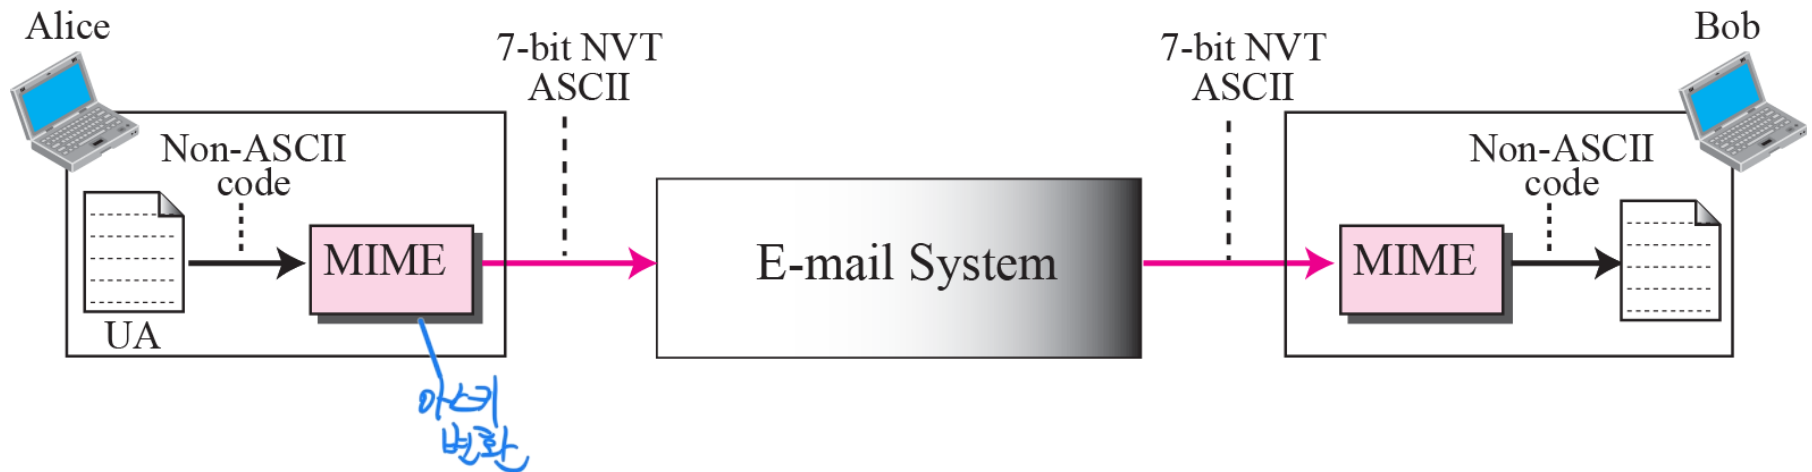 Alice
7-bit NVT
ASCII
Non-ASCII
code
MIME
UA
아스키
변환
E-mail System
7-bit NVT
ASCII
Bob
Non-ASCII
code
MIME